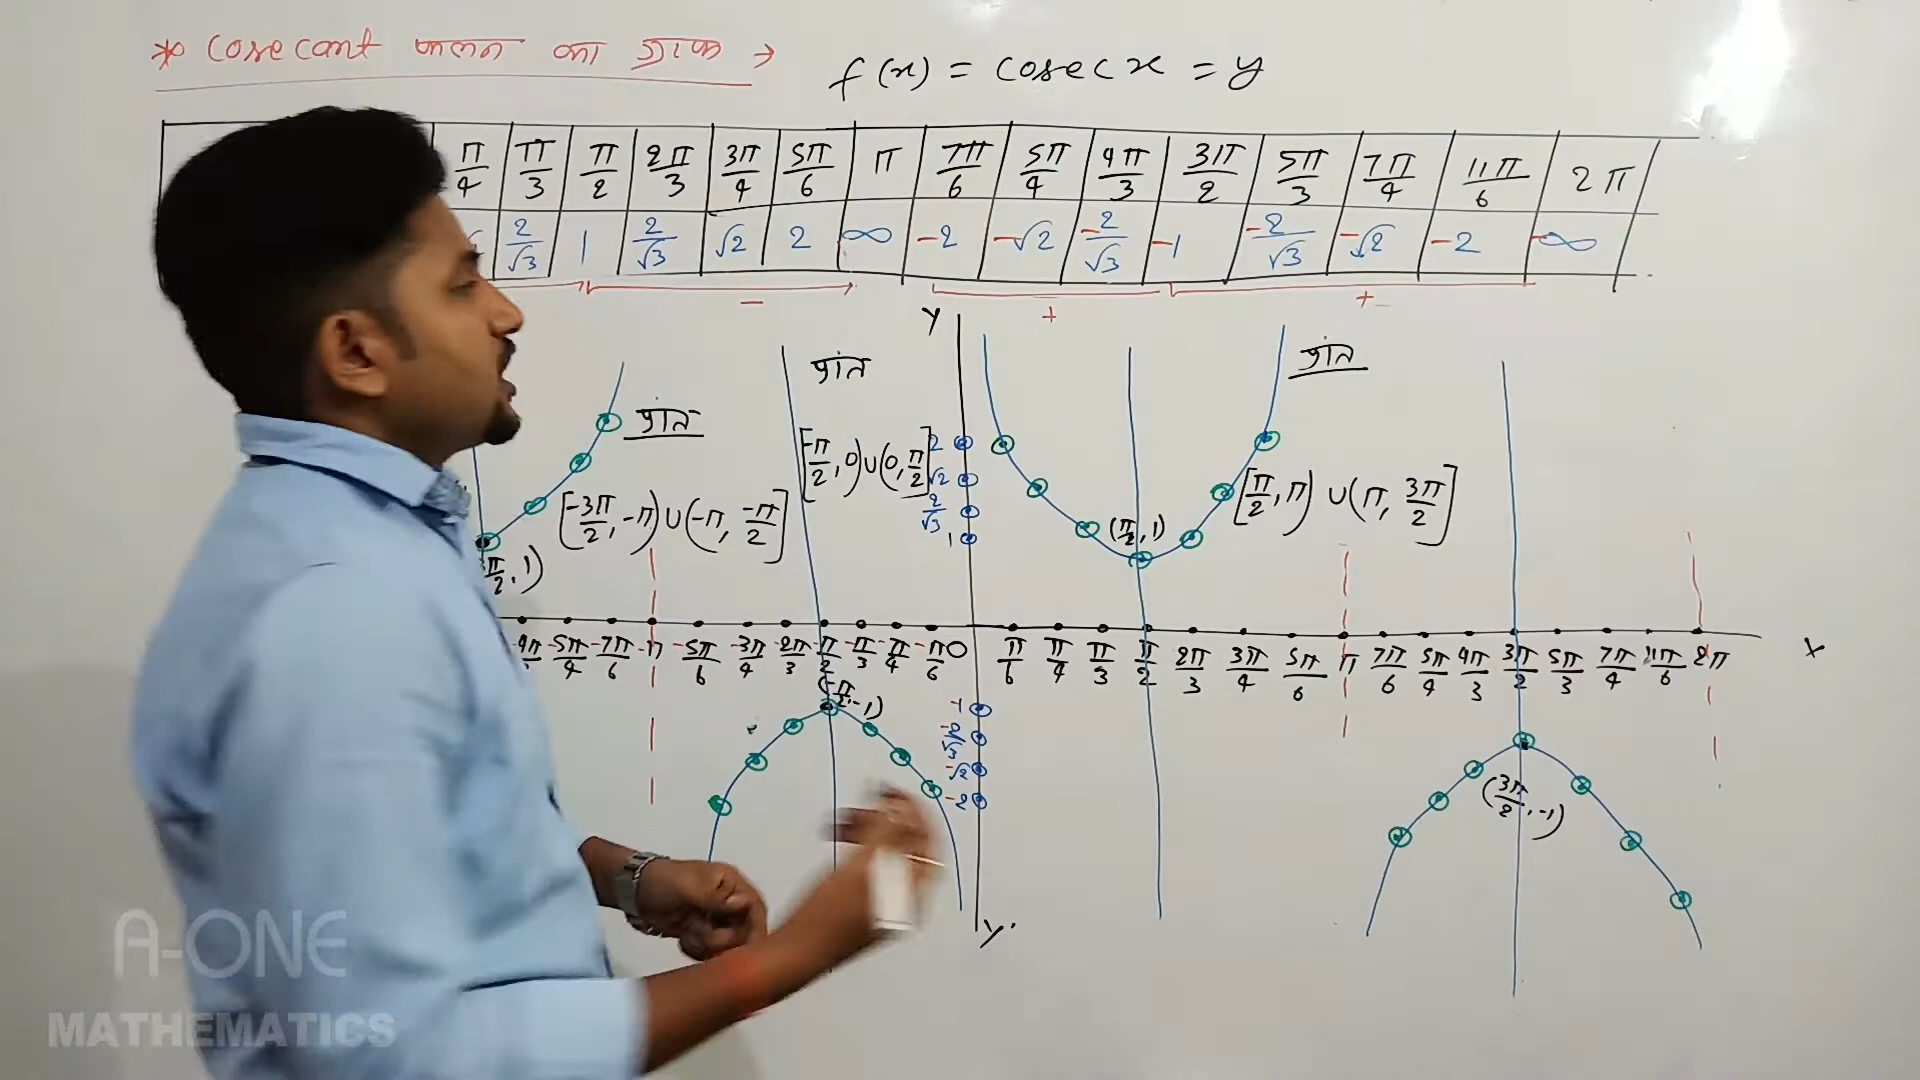 * Cosecant फलन का ग्राफ →
f(x) = cosec x = y
π/4 π/3 π/2 2π/3 3π/4 5π/6 π 7π/6 5π/4 4π/3 3π/2 5π/3 7π/4 11π/6 2π
2/√3 1 2/√3 √2 2 ∞ -2 -√2 -2/√3 -1 -2/√3 -√2 -2 -∞
- + +
Y
प्रांत
प्रांत
प्रांत
[-π/2, 0) ∪ (0, π/2]
2
√2
2/√3
1
[-3π/2, -π) ∪ (-π, -π/2]
[π/2, π) ∪ (π, 3π/2]
(π/2, 1)
π/2, 1)
-5π/4 -7π/6 -π -5π/6 -3π/4 -2π/3 -π/2 -π/3 -π/4 -π/6 0 π/6 π/4 π/3 π/2 2π/3 3π/4 5π/6 π 7π/6 5π/4 4π/3 3π/2 5π/3 7π/4 11π/6 2π
X
(-π/2, -1)
-1
-2/√3
-√2
-2
(3π/2, -1)
Y'
A-ONE
MATHEMATICS